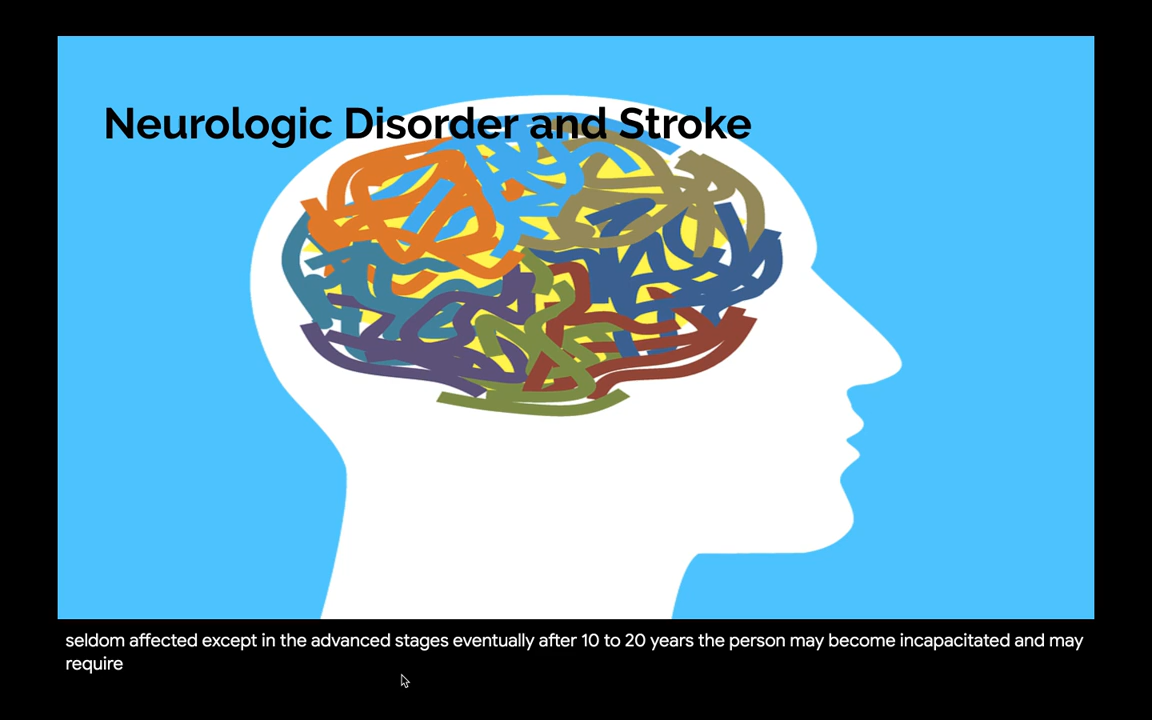 Neurologic Disorder and Stroke
seldom affected except in the advanced stages eventually after 10 to 20 years the person may become incapacitated and may
require